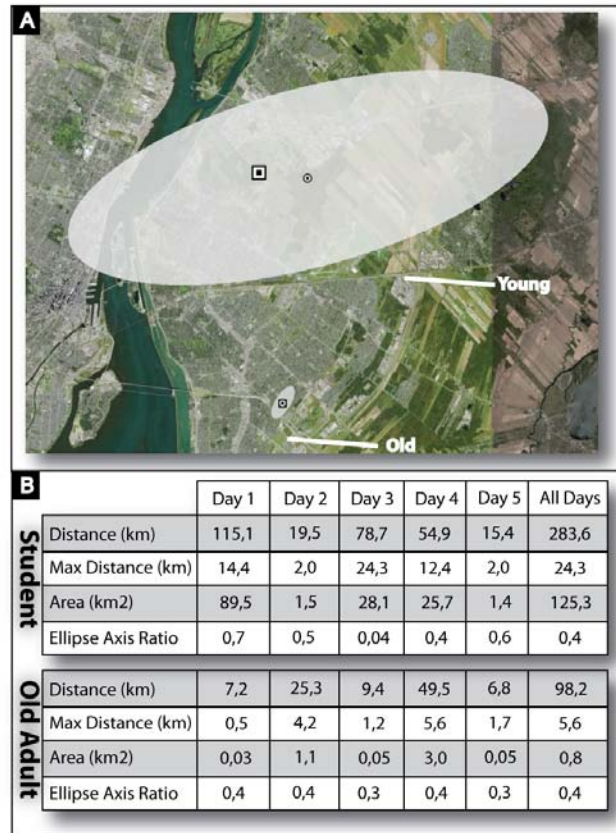 A
Young
Old
B
Day 1 Day 2 Day 3 Day 4 Day 5 All Days
Student
Distance (km) 115,1 19,5 78,7 54,9 15,4 283,6
Max Distance (km) 14,4 2,0 24,3 12,4 2,0 24,3
Area (km2) 89,5 1,5 28,1 25,7 1,4 125,3
Ellipse Axis Ratio 0,7 0,5 0,04 0,4 0,6 0,4
Old Adult
Distance (km) 7,2 25,3 9,4 49,5 6,8 98,2
Max Distance (km) 0,5 4,2 1,2 5,6 1,7 5,6
Area (km2) 0,03 1,1 0,05 3,0 0,05 0,8
Ellipse Axis Ratio 0,4 0,4 0,3 0,4 0,3 0,4